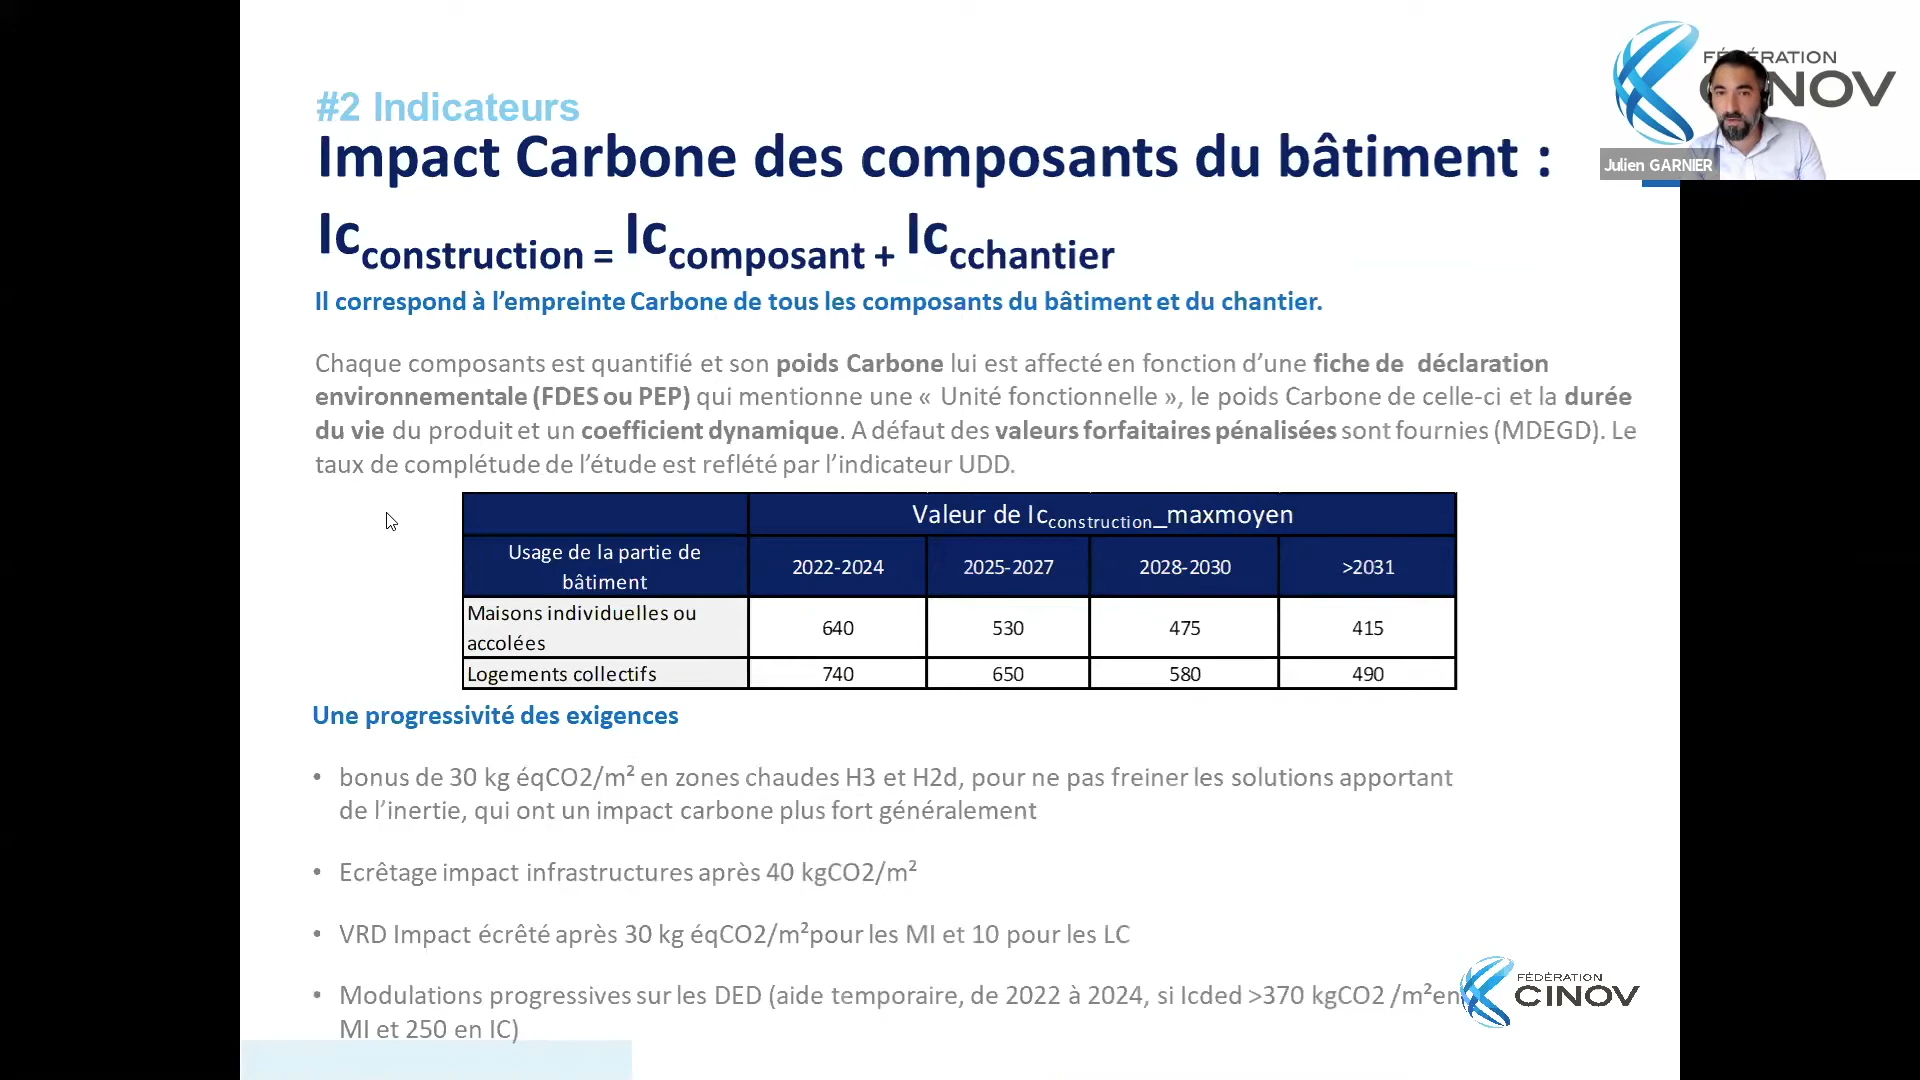 FÉDÉRATION
CINOV
Julien GARNIER
#2 Indicateurs
Impact Carbone des composants du bâtiment :
Ic construction = Ic composant + Ic cchantier
Il correspond à l’empreinte Carbone de tous les composants du bâtiment et du chantier.
Chaque composants est quantifié et son poids Carbone lui est affecté en fonction d’une fiche de déclaration
environnementale (FDES ou PEP) qui mentionne une « Unité fonctionnelle », le poids Carbone de celle-ci et la durée
du vie du produit et un coefficient dynamique. A défaut des valeurs forfaitaires pénalisées sont fournies (MDEGD). Le
taux de complétude de l’étude est reflété par l’indicateur UDD.
Valeur de Ic construction_maxmoyen
Usage de la partie de
bâtiment
2022-2024 2025-2027 2028-2030 >2031
Maisons individuelles ou
accolées
640 530 475 415
Logements collectifs 740 650 580 490
Une progressivité des exigences
• bonus de 30 kg éqCO2/m² en zones chaudes H3 et H2d, pour ne pas freiner les solutions apportant
de l’inertie, qui ont un impact carbone plus fort généralement
• Ecrêtage impact infrastructures après 40 kgCO2/m²
• VRD Impact écrêté après 30 kg éqCO2/m²pour les MI et 10 pour les LC
• Modulations progressives sur les DED (aide temporaire, de 2022 à 2024, si Icded >370 kgCO2 /m²en
MI et 250 en IC)
FÉDÉRATION
CINOV